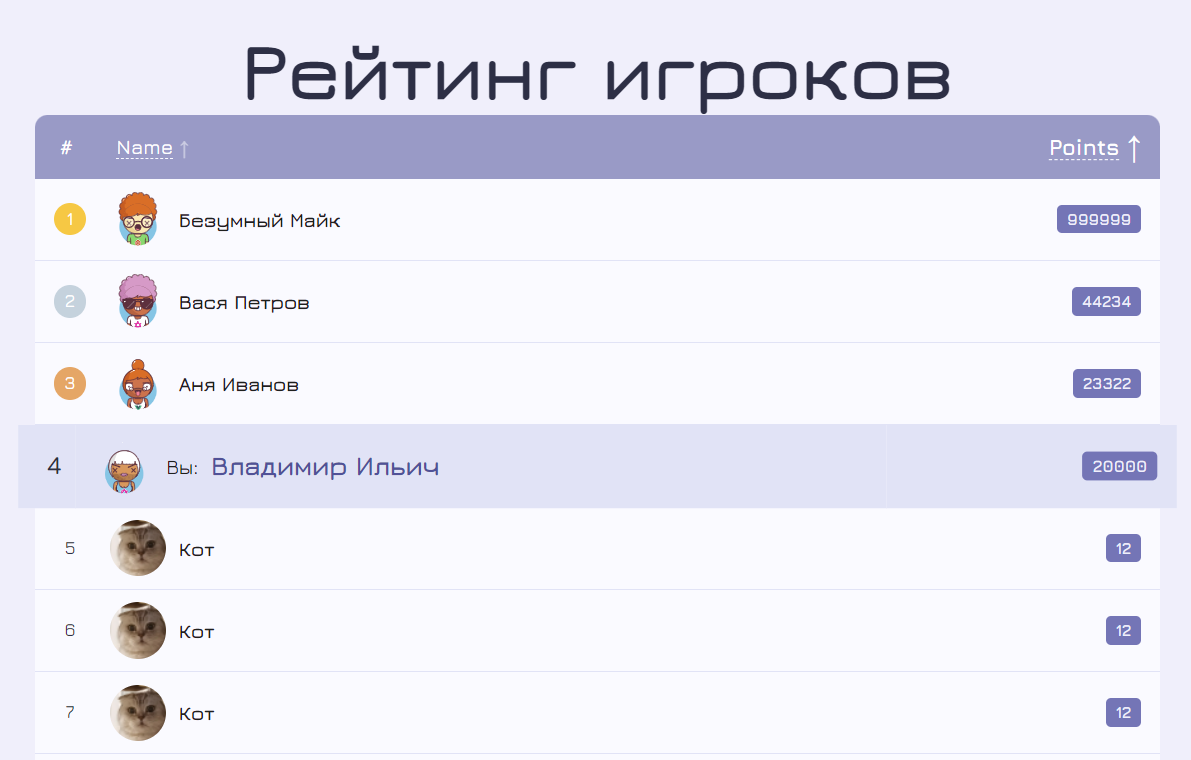 Рейтинг игроков
# Name ↑ Points ↑
1 Безумный Майк 999999
2 Вася Петров 44234
3 Аня Иванов 23322
4 Вы: Владимир Ильич 20000
5 Кот 12
6 Кот 12
7 Кот 12